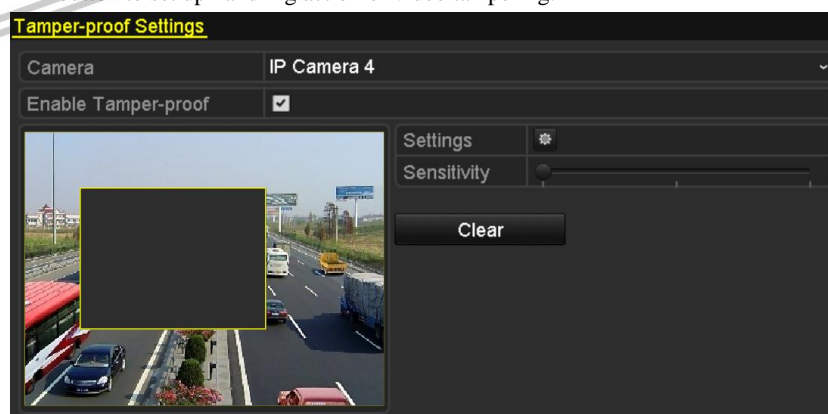 Tamper-proof Settings
Camera IP Camera 4
Enable Tamper-proof
Settings
Sensitivity
Clear